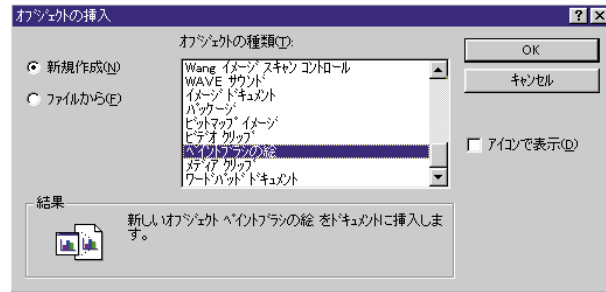 オブジェクトの挿入
オブジェクトの種類(T):
新規作成(N)
ファイルから(F)
Wang イメージ スキャン コントロール
WAVE サウンド
イメージ ドキュメント
パッケージ
ビットマップ イメージ
ビデオ クリップ
ペイントブラシの絵
メディア クリップ
ワードパッド ドキュメント
OK
キャンセル
アイコンで表示(D)
結果
新しいオブジェクト ペイントブラシの絵 をドキュメントに挿入しま
す。